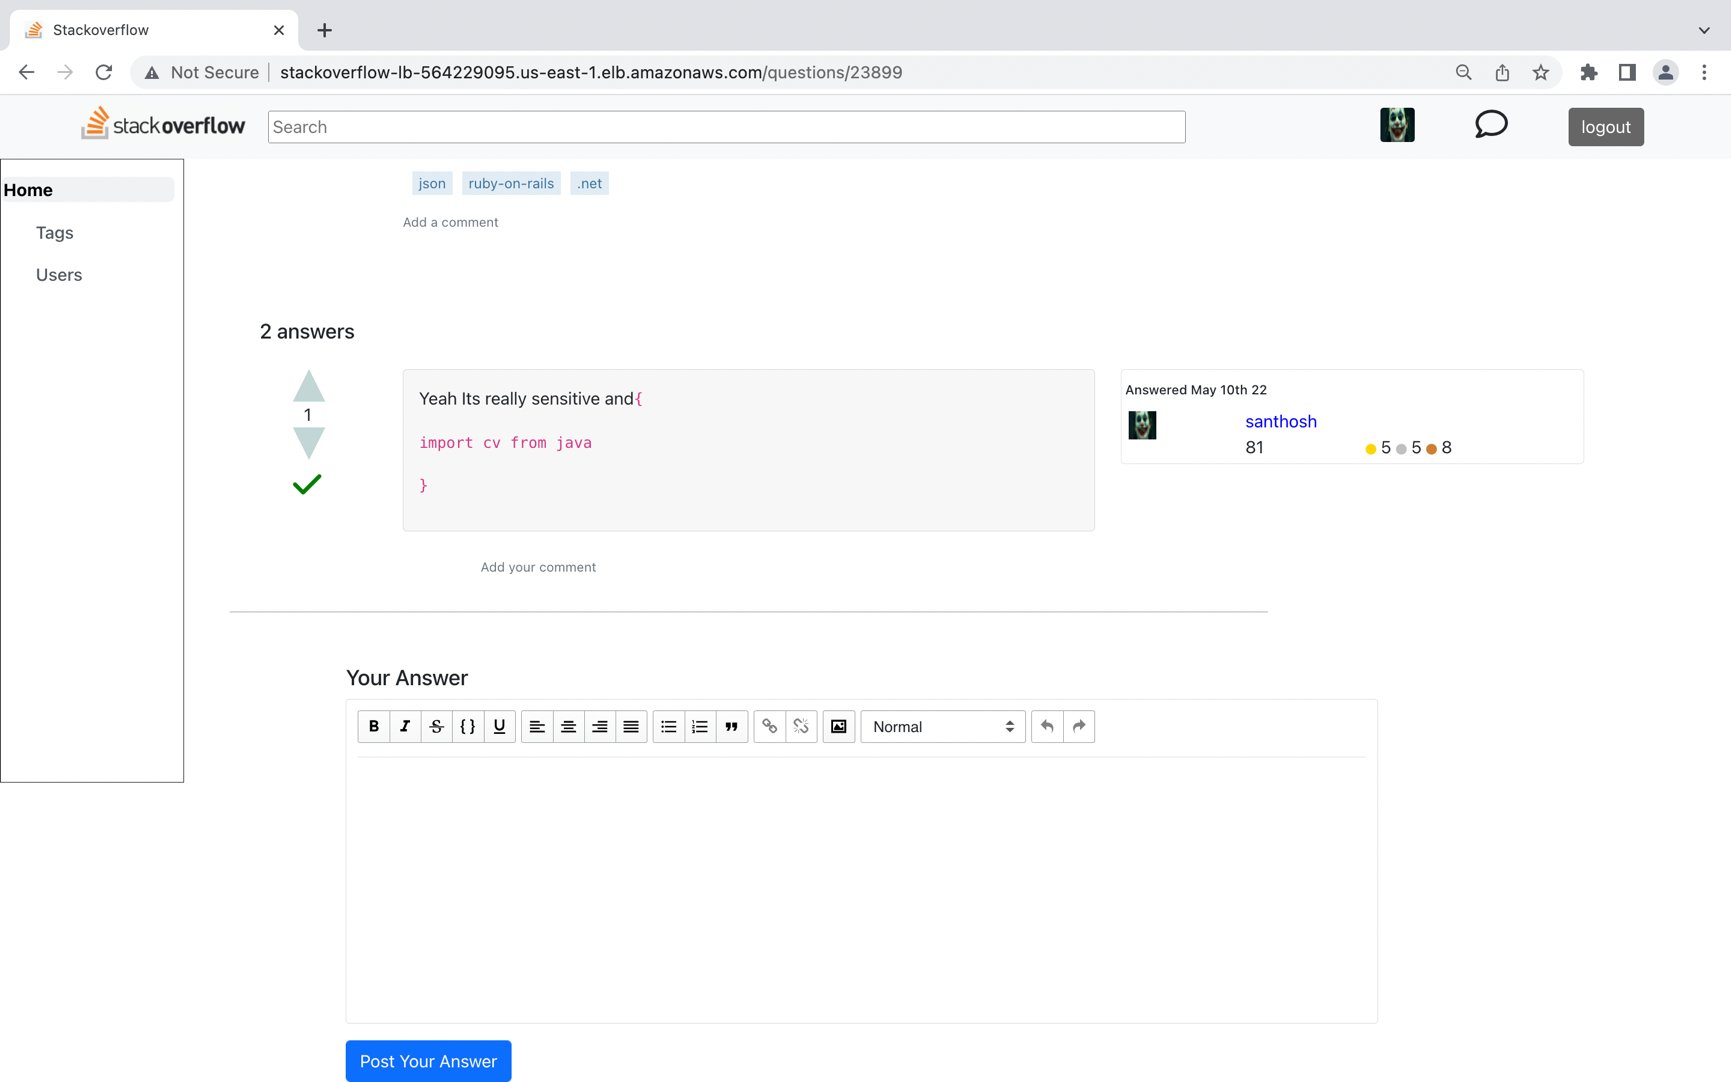 Stackoverflow
Not Secure
stackoverflow-lb-564229095.us-east-1.elb.amazonaws.com/questions/23899
stackoverflow
Search
logout
Home
Tags
Users
json ruby-on-rails .net
Add a comment
2 answers
1
Yeah Its really sensitive and{
import cv from java
}
Answered May 10th 22
santhosh
81 5 5 8
Add your comment
Your Answer
B I S { } U Normal
Post Your Answer